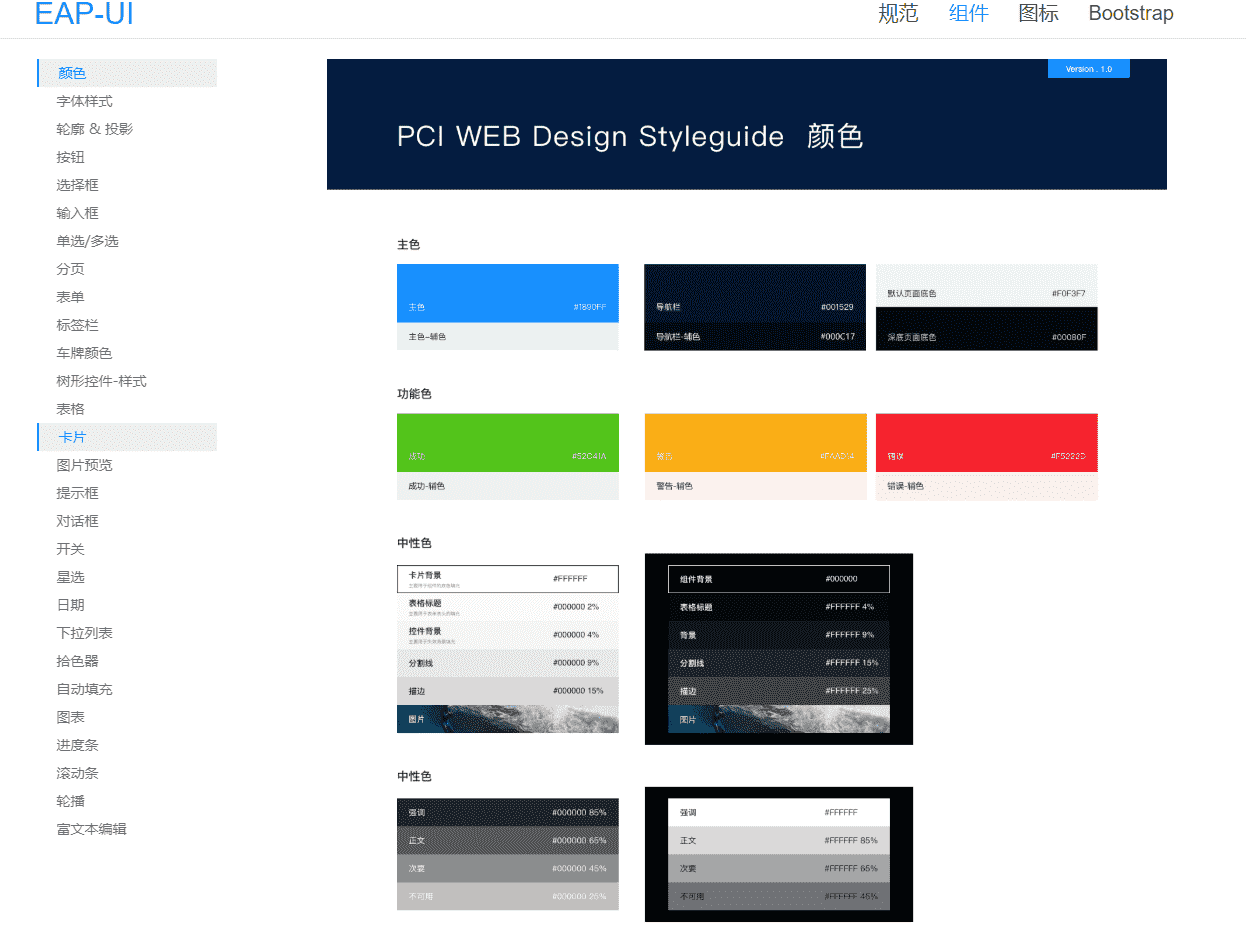 EAP-UI
规范 组件 图标 Bootstrap
颜色
字体样式
轮廓 & 投影
按钮
选择框
输入框
单选/多选
分页
表单
标签栏
车牌颜色
树形控件-样式
表格
卡片
图片预览
提示框
对话框
开关
星选
日期
下拉列表
拾色器
自动填充
图表
进度条
滚动条
轮播
富文本编辑
Version . 1.0
PCI WEB Design Styleguide 颜色
主色
主色 #1890FF
主色-辅色
导航栏 #001529
导航栏-辅色 #000C17
默认页面底色 #F0F3F7
深底页面底色 #00080F
功能色
成功 #52C41A
成功-辅色
警告 #FAAD14
警告-辅色
错误 #F5222D
错误-辅色
中性色
卡片背景 #FFFFFF
表格标题 #000000 2%
控件背景 #000000 4%
分割线 #000000 9%
描边 #000000 15%
图片
组件背景 #000000
表格标题 #FFFFFF 4%
背景 #FFFFFF 9%
分割线 #FFFFFF 15%
描边 #FFFFFF 25%
图片
中性色
强调 #000000 85%
正文 #000000 65%
次要 #000000 45%
不可用 #000000 25%
强调 #FFFFFF
正文 #FFFFFF 85%
次要 #FFFFFF 65%
不可用 #FFFFFF 45%